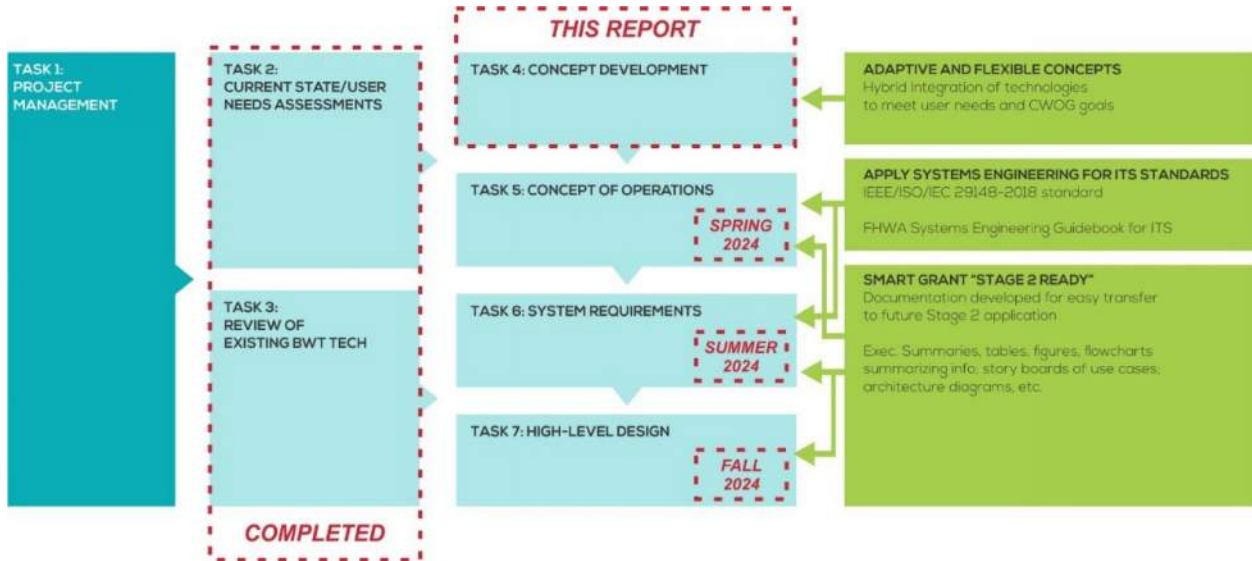 THIS REPORT
TASK 1:
PROJECT
MANAGEMENT
TASK 2:
CURRENT STATE/USER
NEEDS ASSESSMENTS
TASK 3:
REVIEW OF
EXISTING BWT TECH
COMPLETED
TASK 4: CONCEPT DEVELOPMENT
TASK 5: CONCEPT OF OPERATIONS
SPRING
2024
TASK 6: SYSTEM REQUIREMENTS
SUMMER
2024
TASK 7: HIGH-LEVEL DESIGN
FALL
2024
ADAPTIVE AND FLEXIBLE CONCEPTS
Hybrid Integration of technologies
to meet user needs and CWOG goals
APPLY SYSTEMS ENGINEERING FOR ITS STANDARDS
IEEE/ISO/IEC 29148-2018 standard
FHWA Systems Engineering Guidebook for ITS
SMART GRANT "STAGE 2 READY"
Documentation developed for easy transfer
to future Stage 2 application
Exec. Summaries, tables, figures, flowcharts
summarizing info; story boards of use cases;
architecture diagrams, etc.